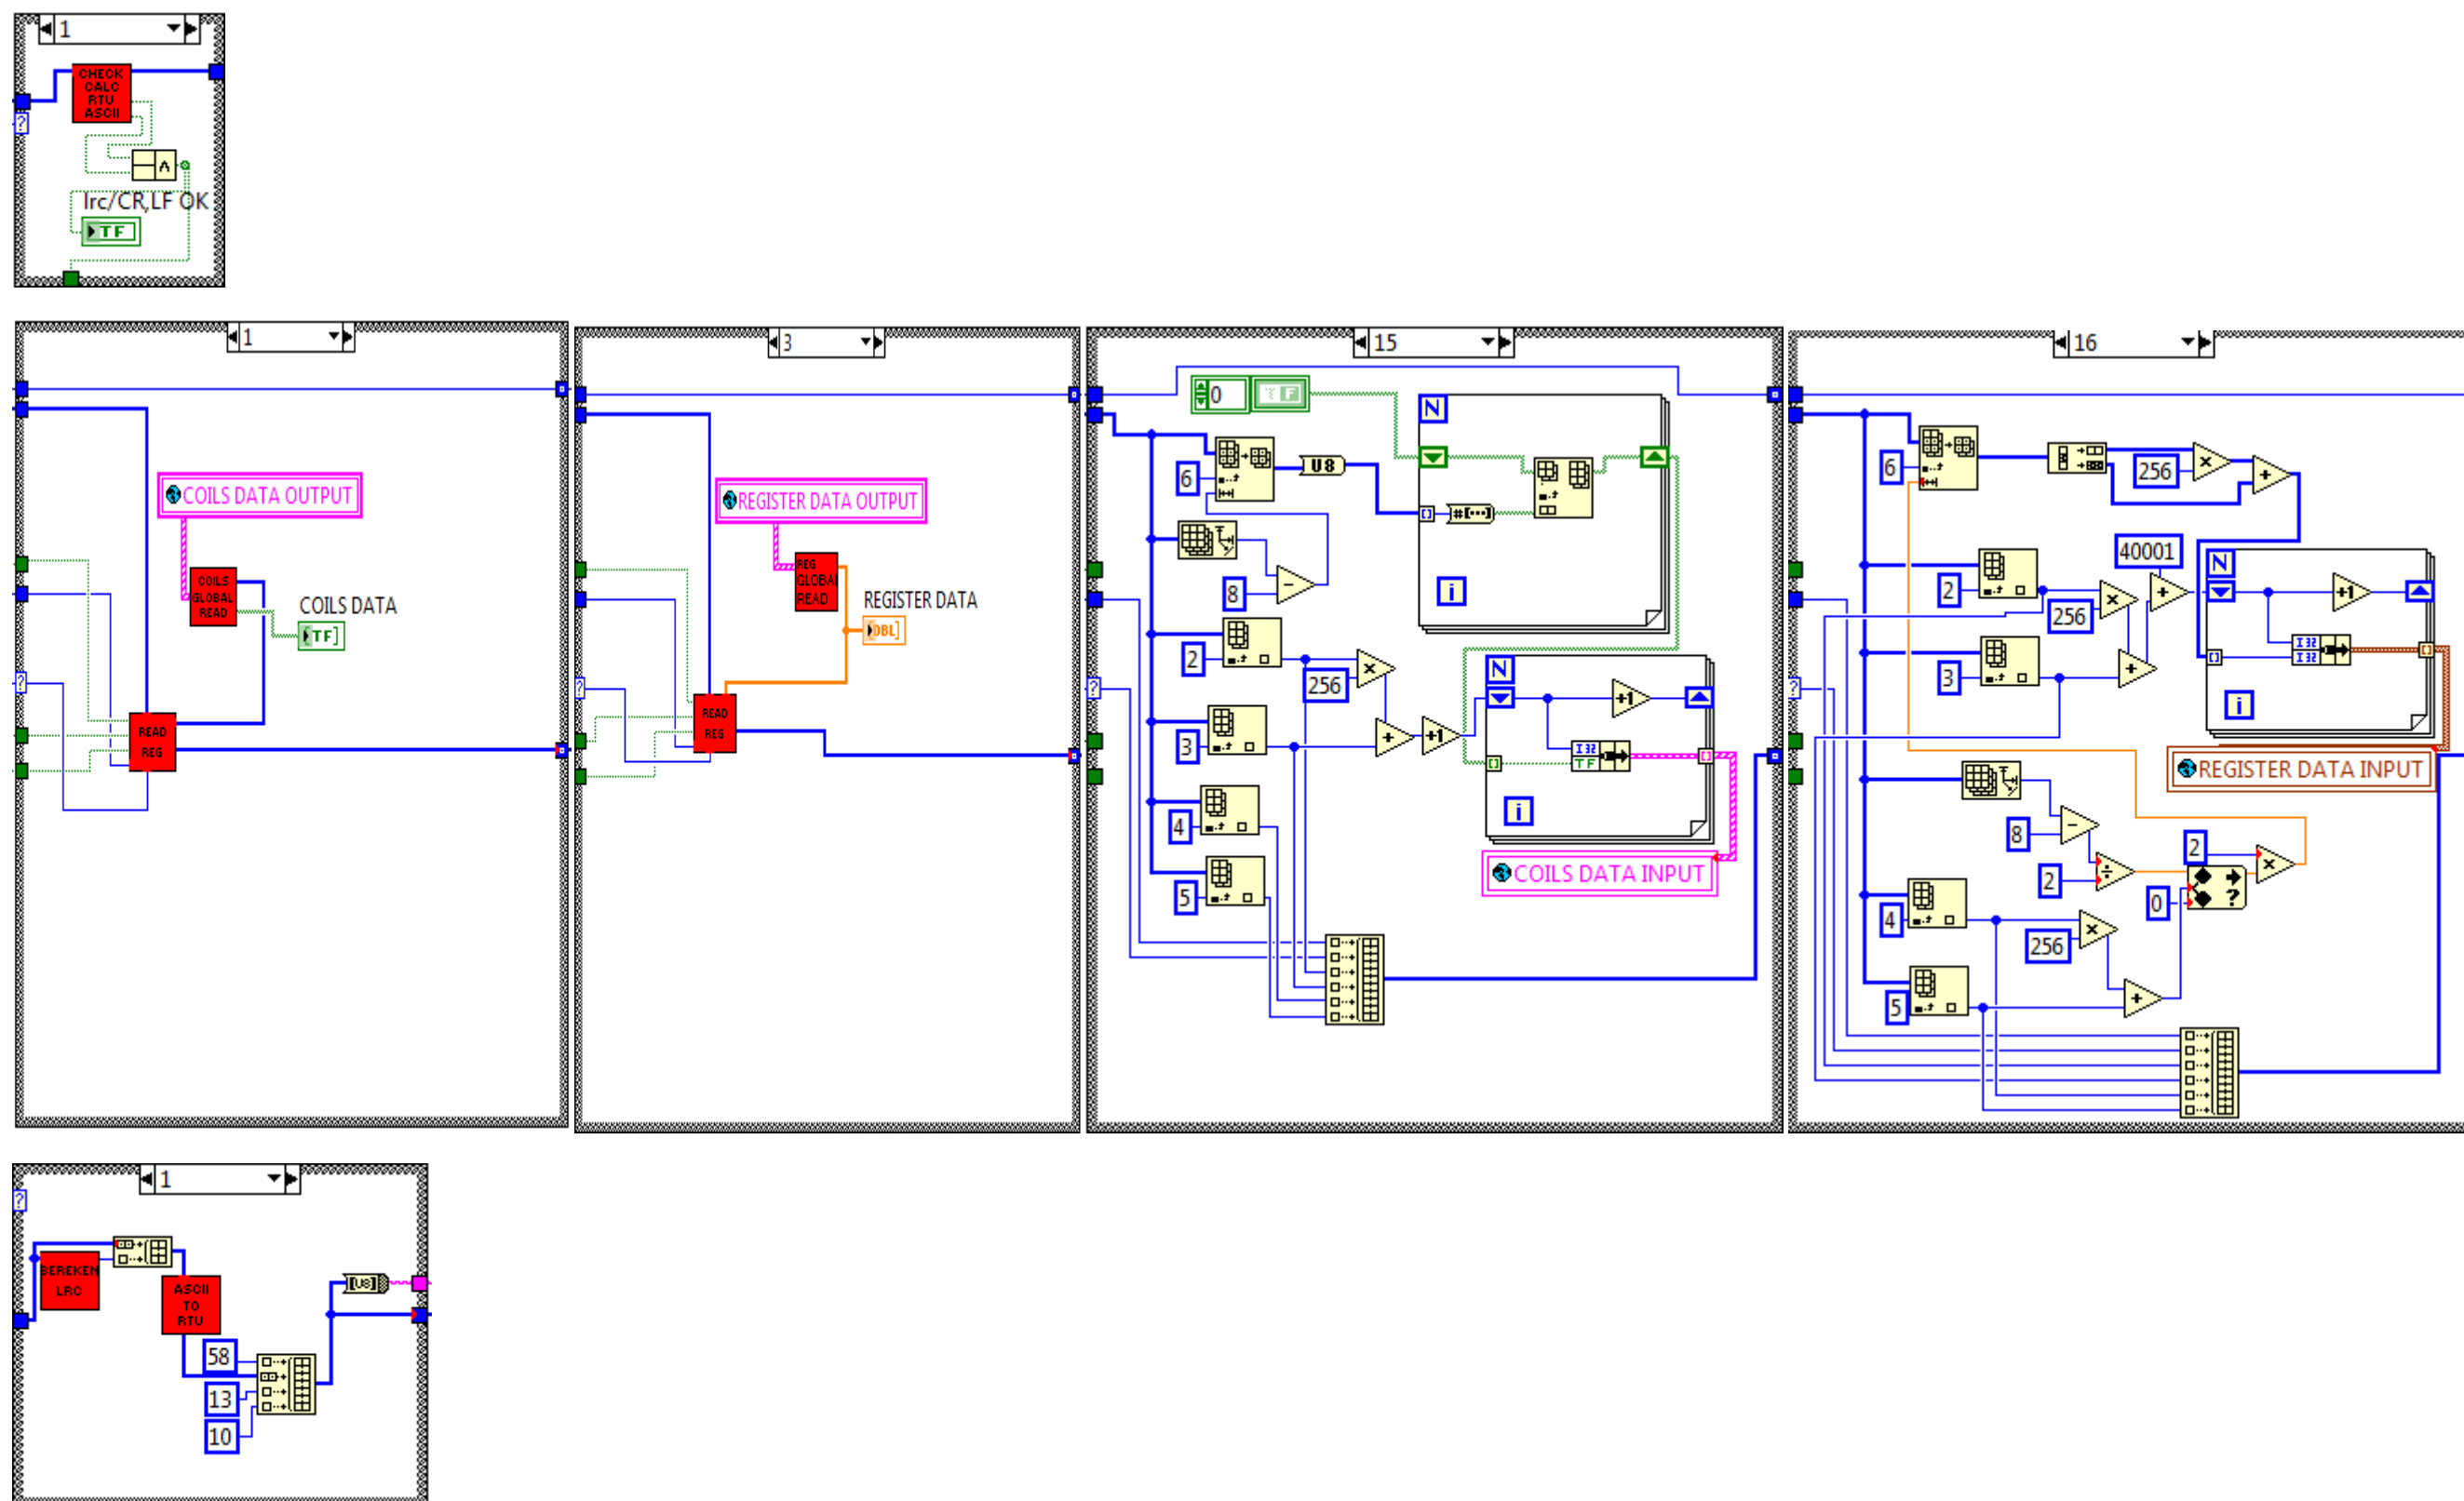 1
CHECK
CALC
RTU
ASCII
lrc/CR,LF OK
TF
1
COILS DATA OUTPUT
COILS
GLOBAL
READ
COILS DATA
TF
READ
REG
3
REGISTER DATA OUTPUT
REG
GLOBAL
READ
REGISTER DATA
DBL
READ
REG
15
0
TF
N
6
U8
#[...]
i
8
2
256
3
+1
N
+1
I32
TF
i
4
COILS DATA INPUT
5
16
6
256
40001
N
2
256
+1
I32
I32
3
i
REGISTER DATA INPUT
8
2
2
0
4
256
5
1
BEREKEN
LRC
[U8]
ASCII
TO
RTU
58
13
10